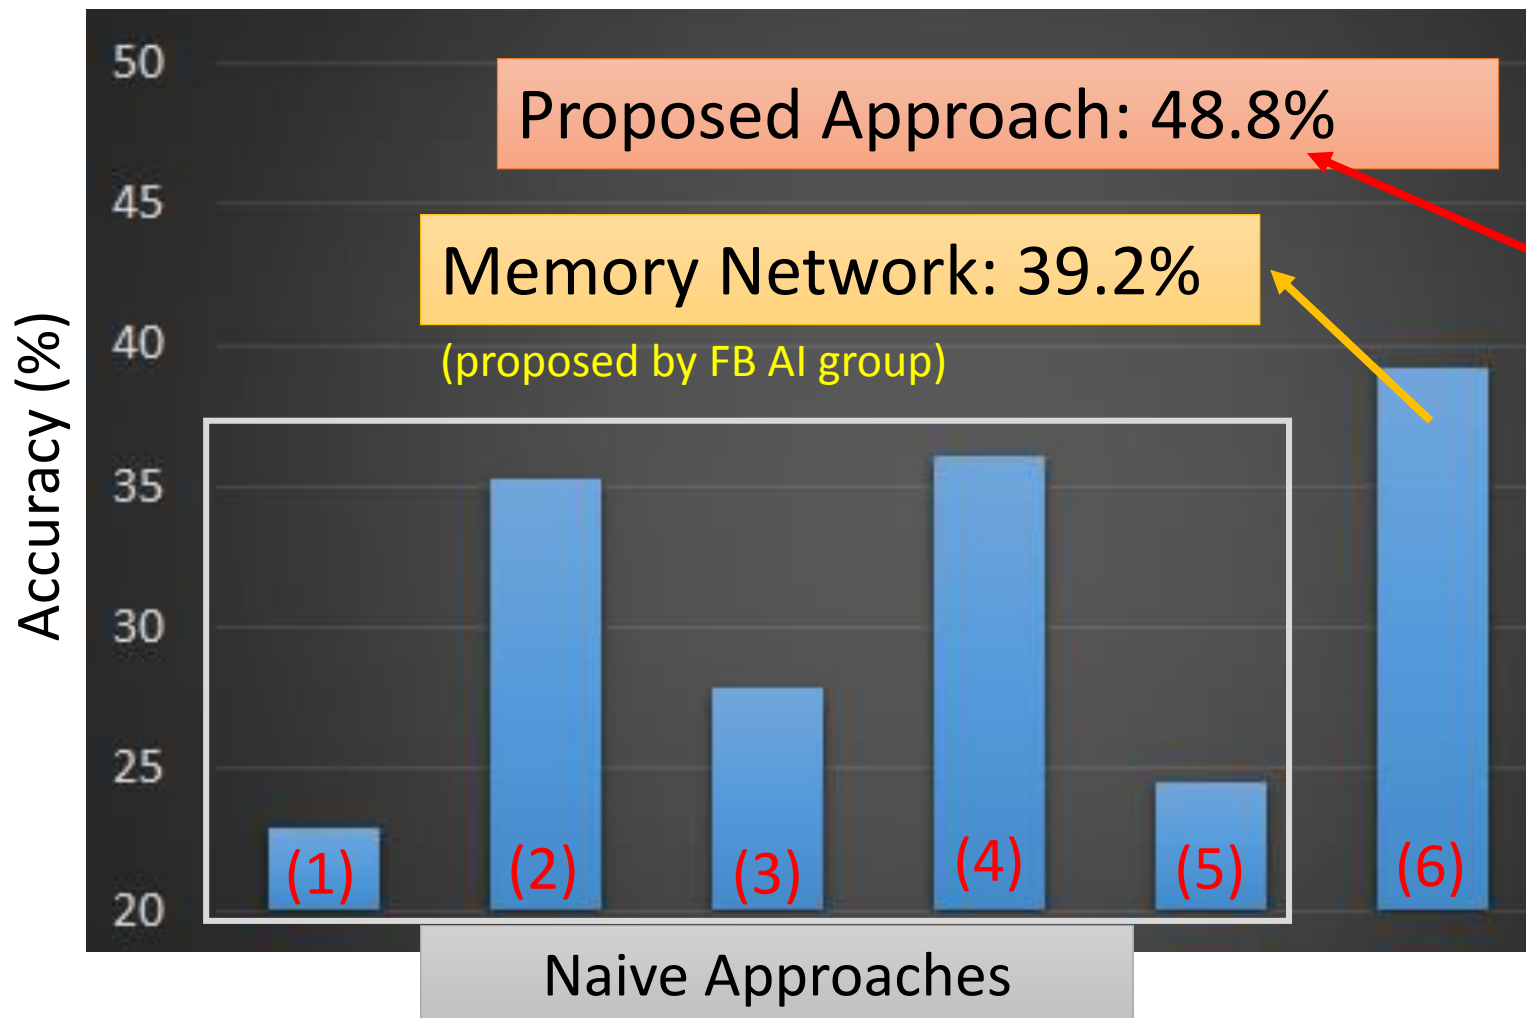 50
Proposed Approach: 48.8%
45
Memory Network: 39.2%
40
(proposed by FB AI group)
35
30
25
20
Accuracy (%)
(1) (2) (3) (4) (5) (6)
Naive Approaches